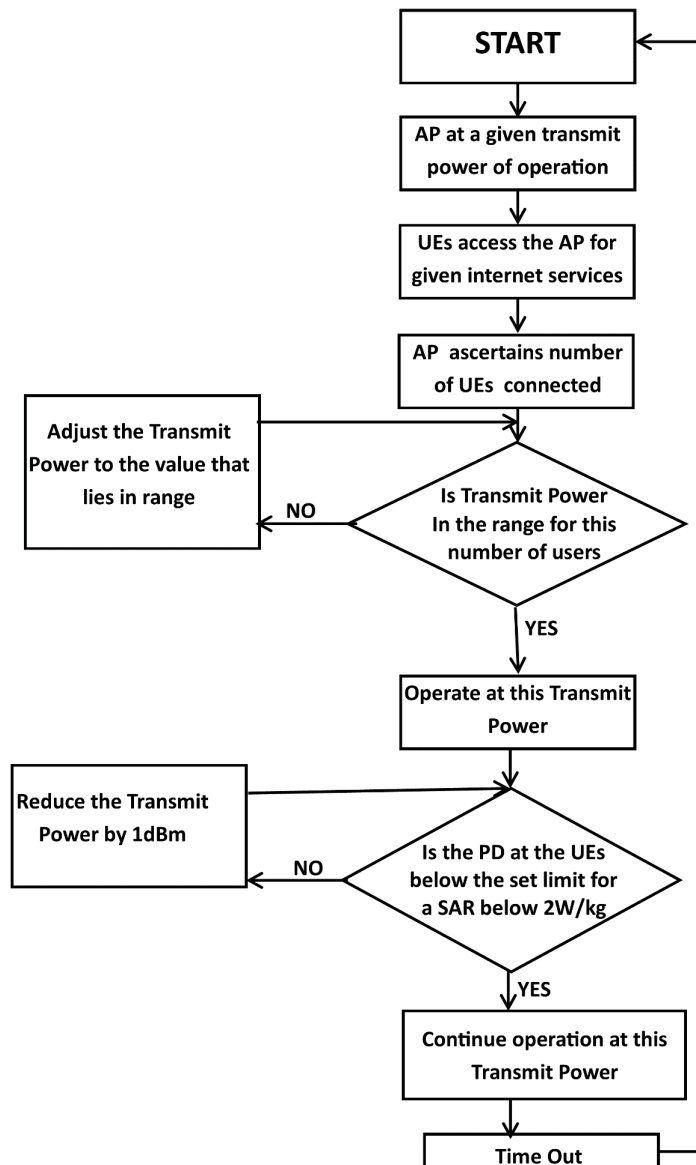 START
AP at a given transmit
power of operation
UEs access the AP for
given internet services
AP ascertains number
of UEs connected
Adjust the Transmit
Power to the value that
lies in range
Is Transmit Power
In the range for this
number of users
NO
YES
Operate at this Transmit
Power
Reduce the Transmit
Power by 1dBm
Is the PD at the UEs
below the set limit for
a SAR below 2W/kg
NO
YES
Continue operation at this
Transmit Power
Time Out